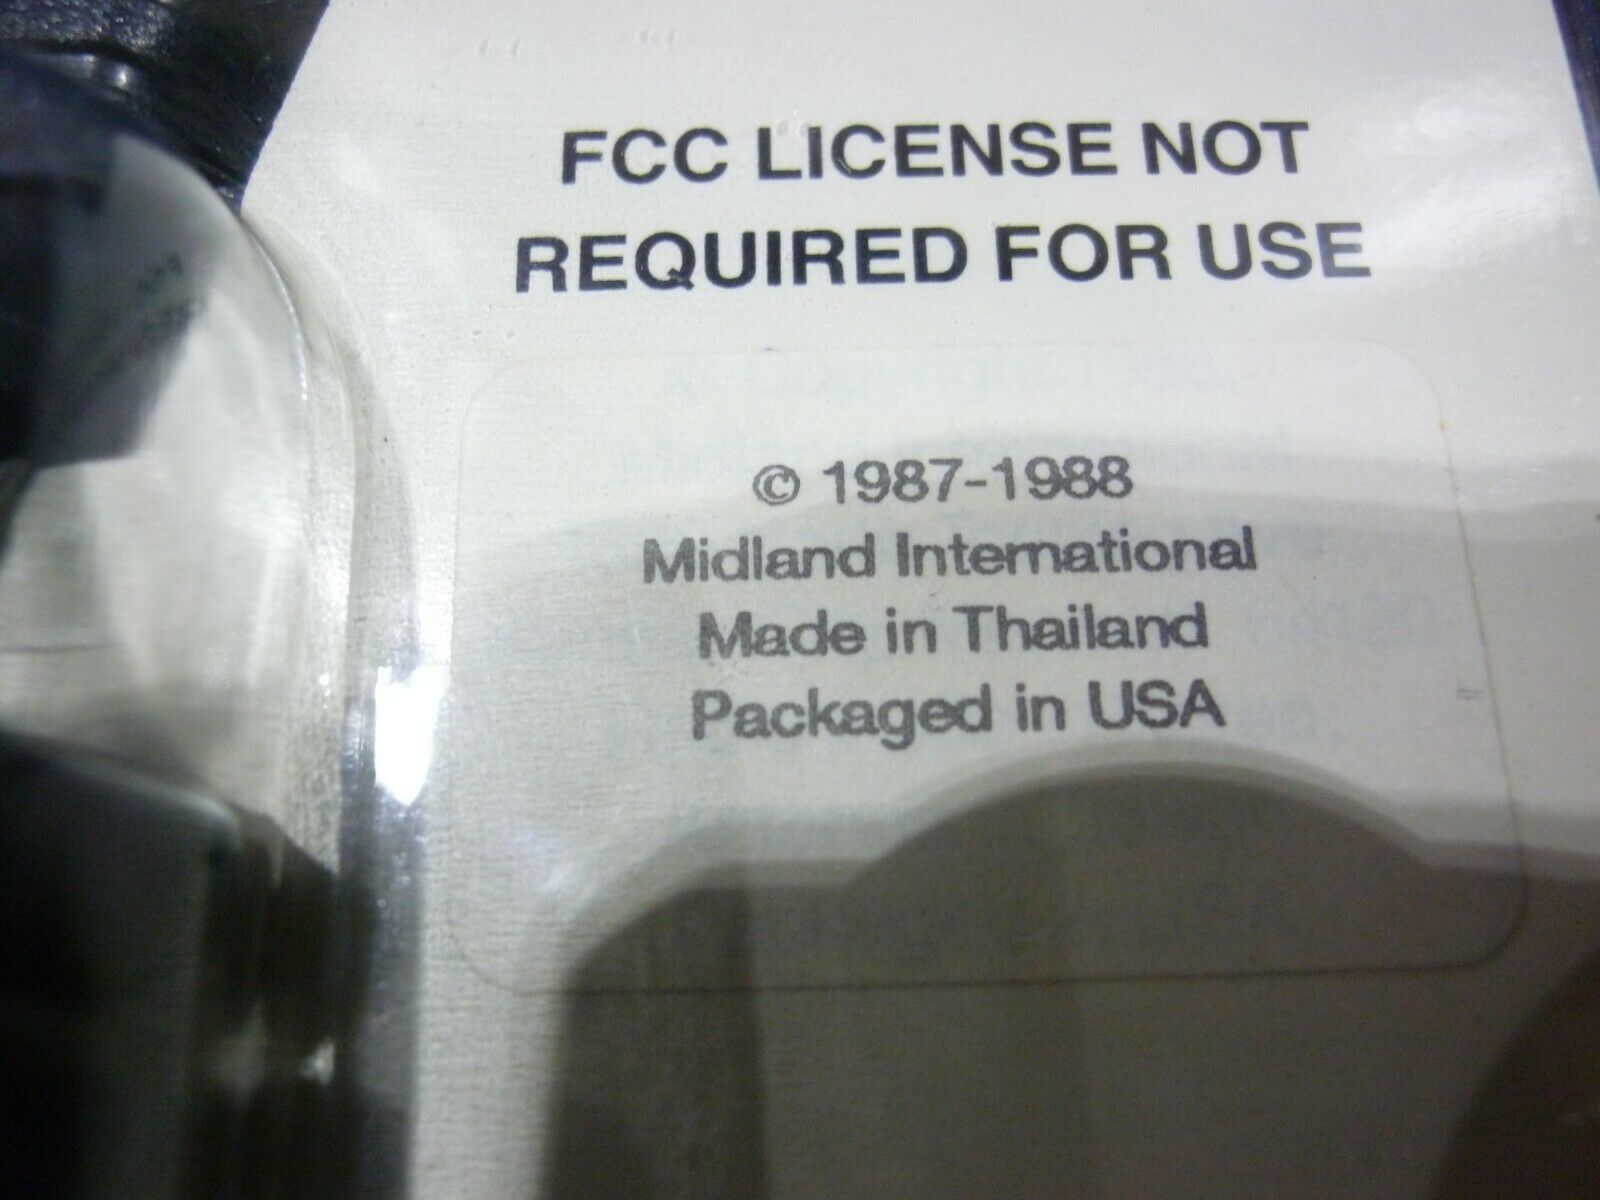 FCC LICENSE NOT
REQUIRED FOR USE
© 1987-1988
Midland International
Made in Thailand
Packaged in USA